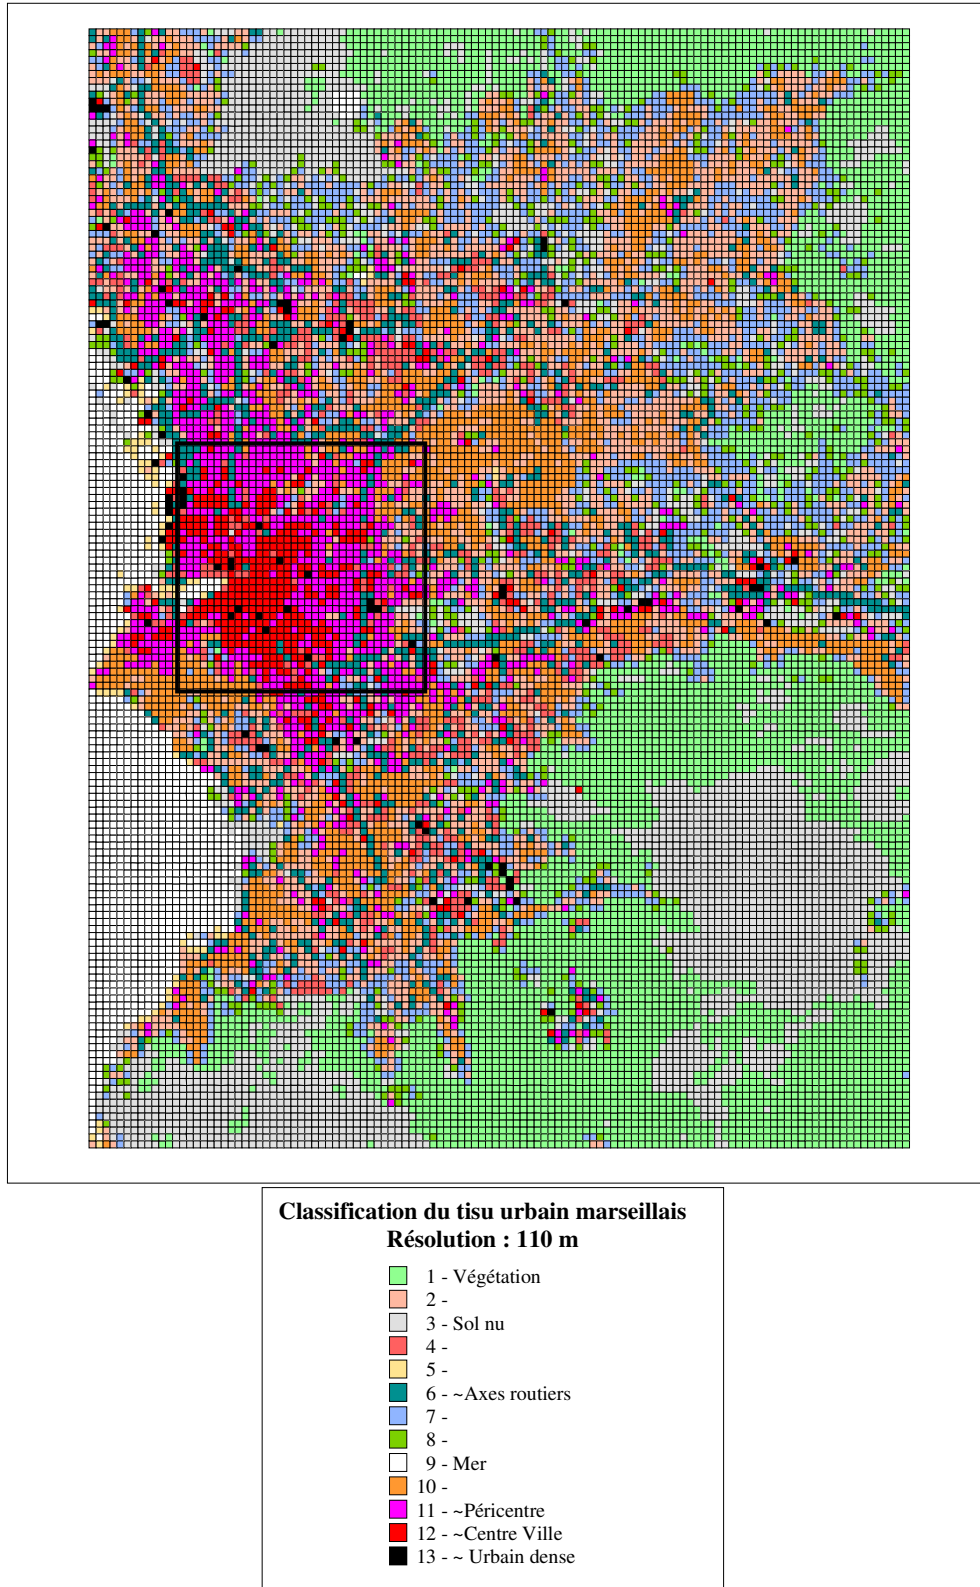 Classification du tisu urbain marseillais
Résolution : 110 m
1 - Végétation
2 -
3 - Sol nu
4 -
5 -
6 - ~Axes routiers
7 -
8 -
9 - Mer
10 -
11 - ~Péricentre
12 - ~Centre Ville
13 - ~ Urbain dense